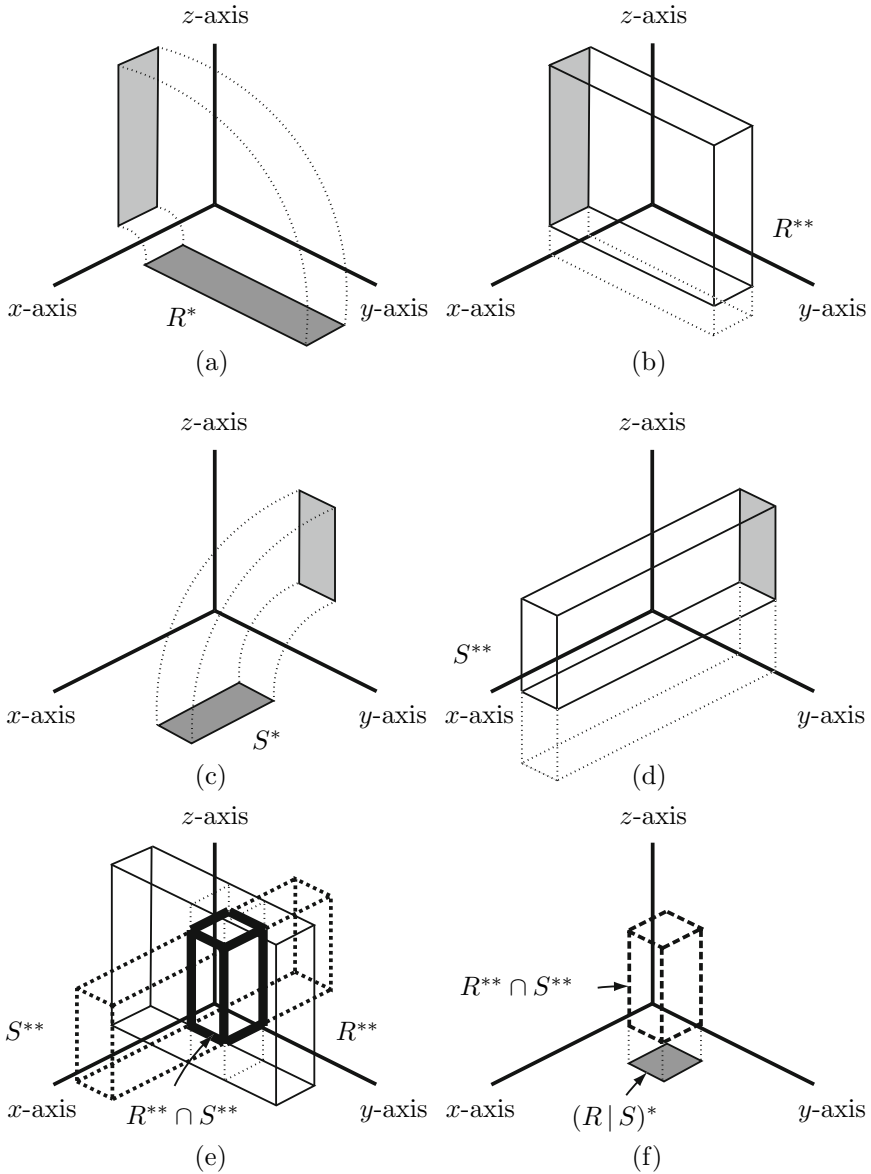 z-axis z-axis
R**
x-axis R* y-axis x-axis y-axis
(a) (b)
z-axis z-axis
S**
x-axis S* y-axis x-axis y-axis
(c) (d)
z-axis z-axis
R** ∩ S**
S** R**
x-axis R** ∩ S** y-axis x-axis (R | S)* y-axis
(e) (f)